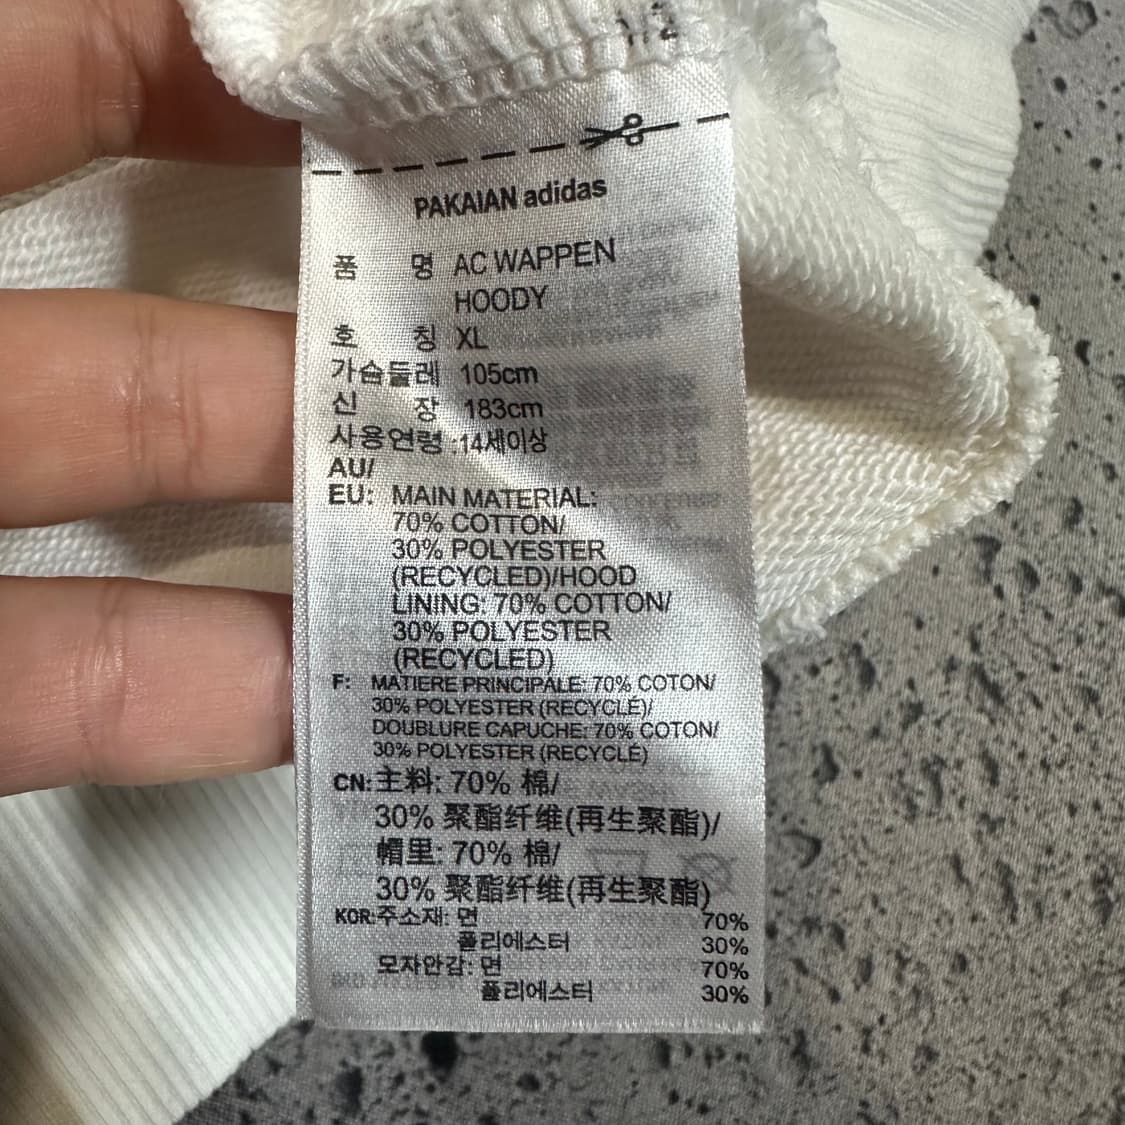 PAKAIAN adidas
품 명 AC WAPPEN
HOODY
호 칭 XL
가슴둘레 105cm
신 장 183cm
사용연령 :14세이상
AU/
EU: MAIN MATERIAL:
70% COTTON/
30% POLYESTER
(RECYCLED)/HOOD
LINING: 70% COTTON/
30% POLYESTER
(RECYCLED)
F: MATIERE PRINCIPALE: 70% COTON/
30% POLYESTER (RECYCLÉ)/
DOUBLURE CAPUCHE: 70% COTON/
30% POLYESTER (RECYCLÉ)
CN: 主料: 70% 棉/
30% 聚酯纤维(再生聚酯)/
帽里: 70% 棉/
30% 聚酯纤维(再生聚酯)
KOR: 주소재: 면 70%
폴리에스터 30%
모자안감: 면 70%
폴리에스터 30%